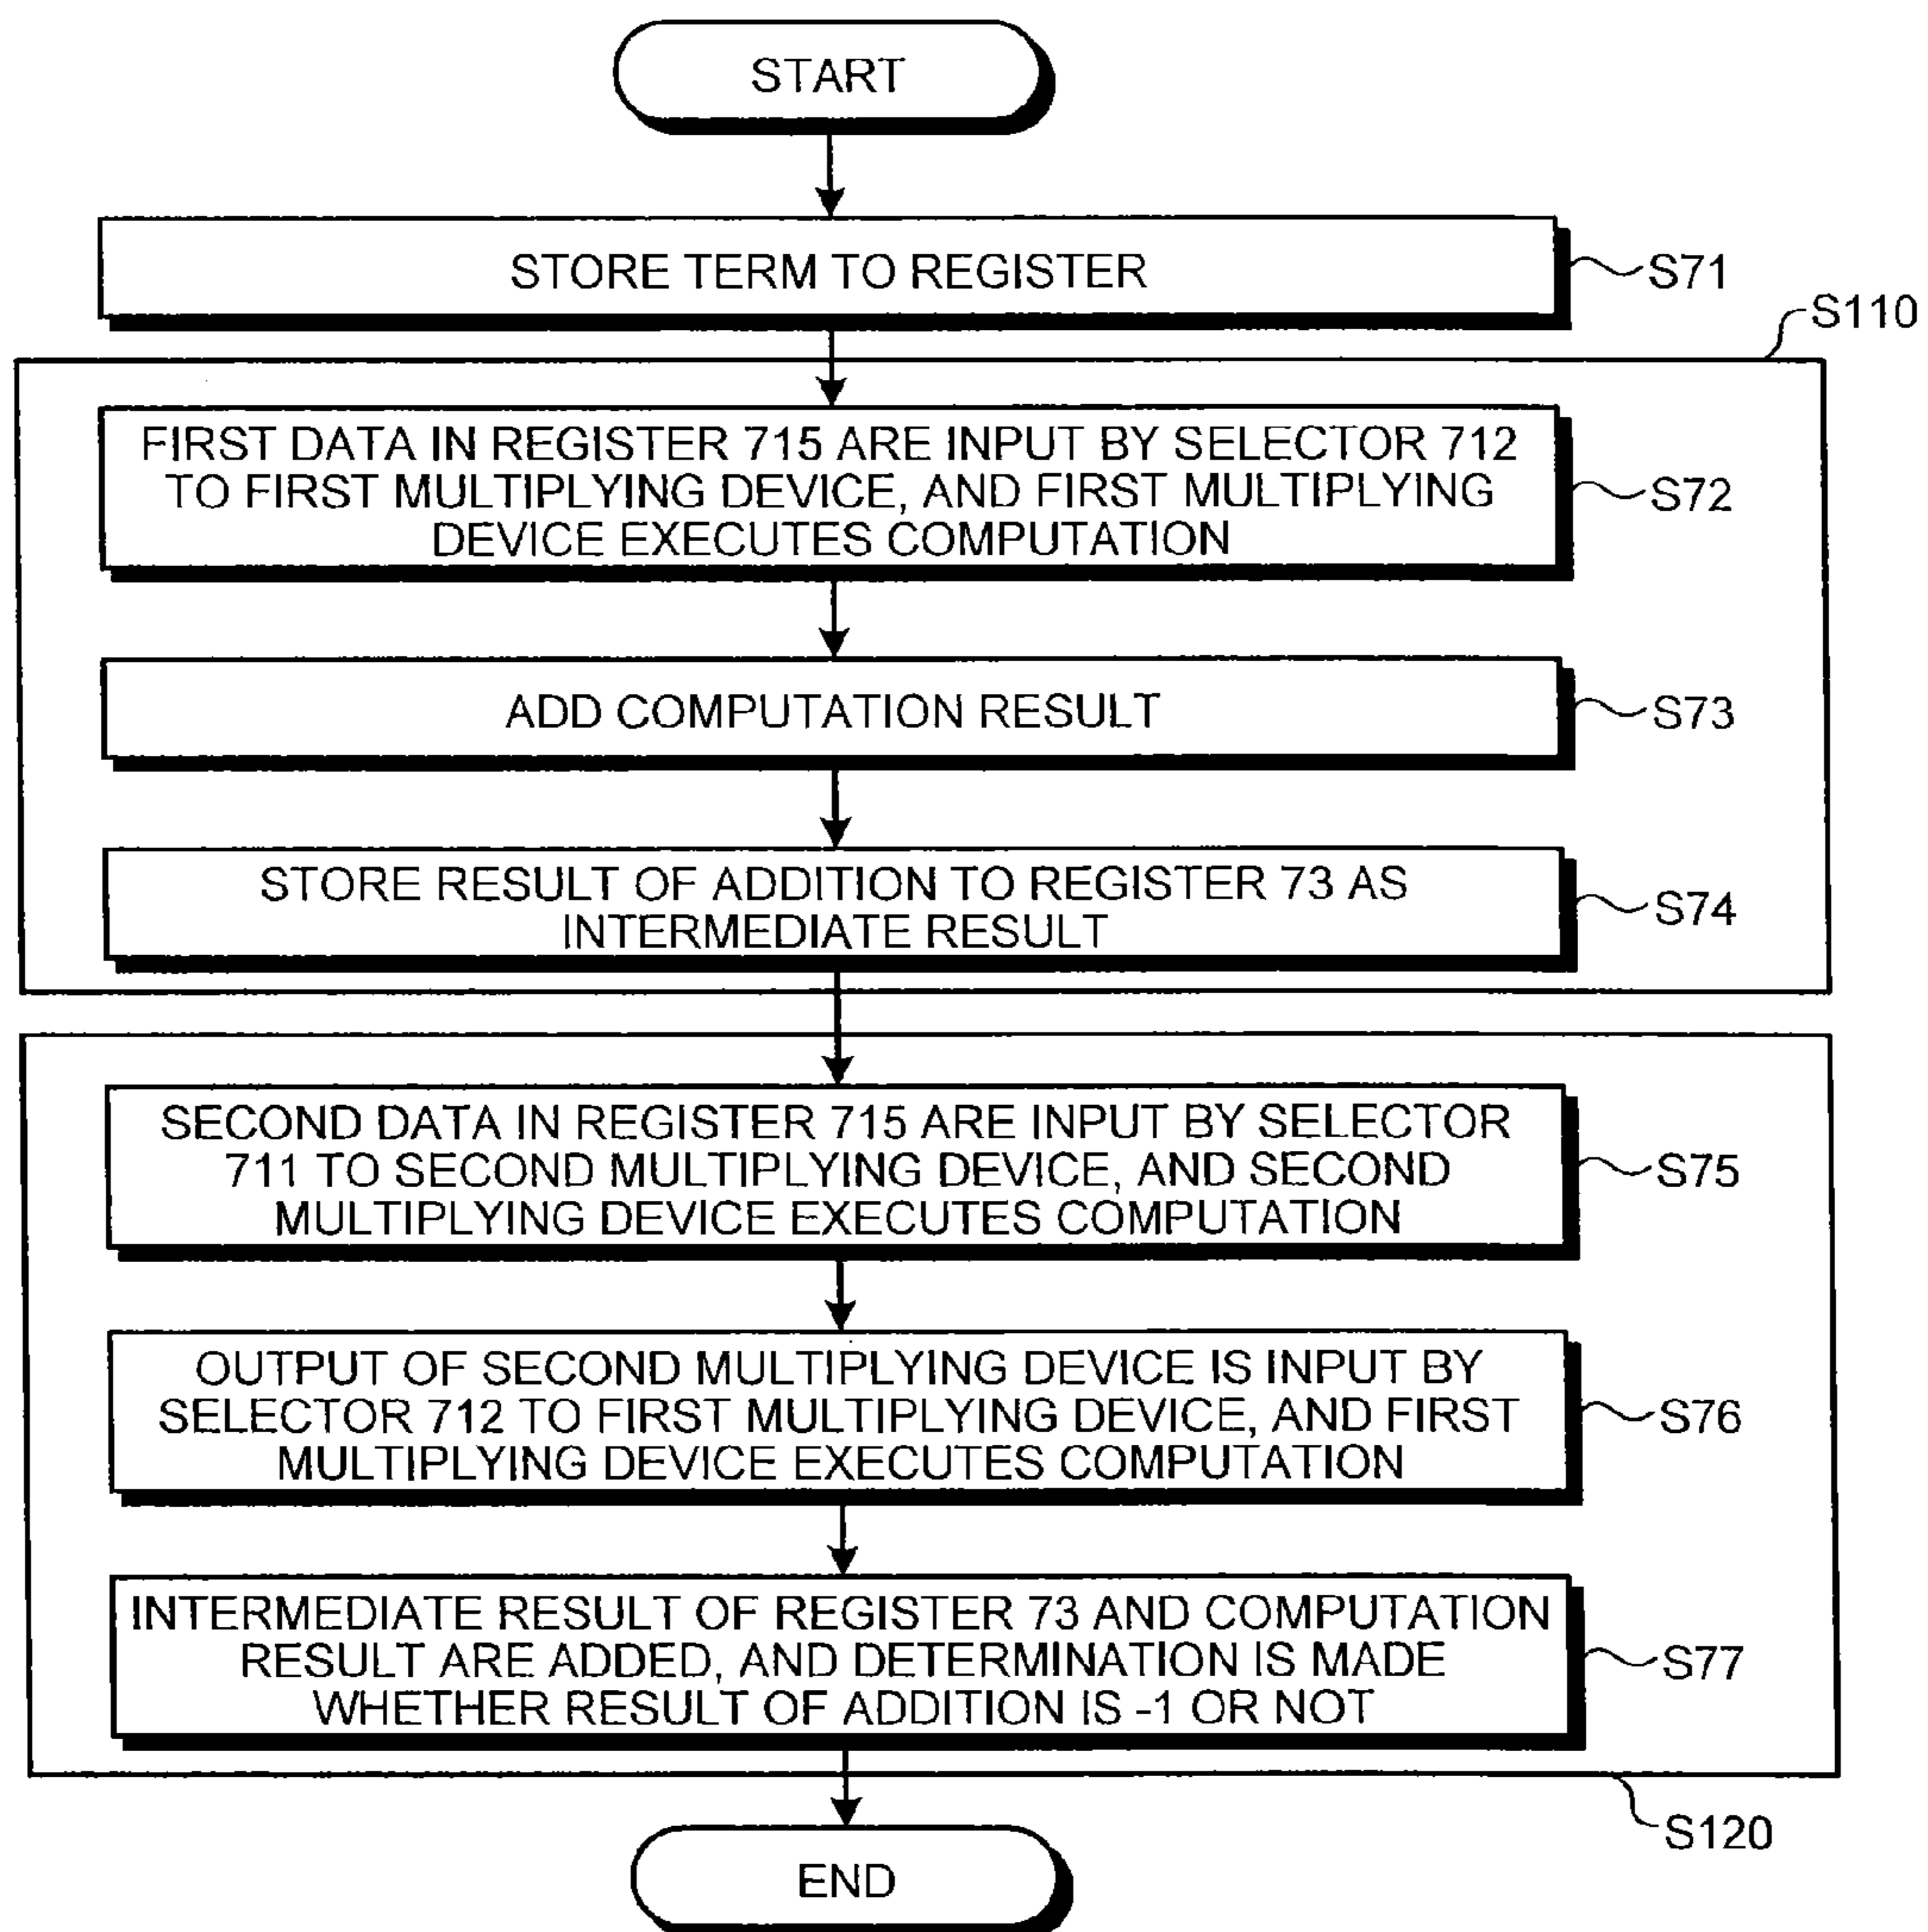 START
STORE TERM TO REGISTER
S71
S110
FIRST DATA IN REGISTER 715 ARE INPUT BY SELECTOR 712
TO FIRST MULTIPLYING DEVICE, AND FIRST MULTIPLYING
DEVICE EXECUTES COMPUTATION
S72
ADD COMPUTATION RESULT
S73
STORE RESULT OF ADDITION TO REGISTER 73 AS
INTERMEDIATE RESULT
S74
SECOND DATA IN REGISTER 715 ARE INPUT BY SELECTOR
711 TO SECOND MULTIPLYING DEVICE, AND SECOND
MULTIPLYING DEVICE EXECUTES COMPUTATION
S75
OUTPUT OF SECOND MULTIPLYING DEVICE IS INPUT BY
SELECTOR 712 TO FIRST MULTIPLYING DEVICE, AND FIRST
MULTIPLYING DEVICE EXECUTES COMPUTATION
S76
INTERMEDIATE RESULT OF REGISTER 73 AND COMPUTATION
RESULT ARE ADDED, AND DETERMINATION IS MADE
WHETHER RESULT OF ADDITION IS -1 OR NOT
S77
S120
END